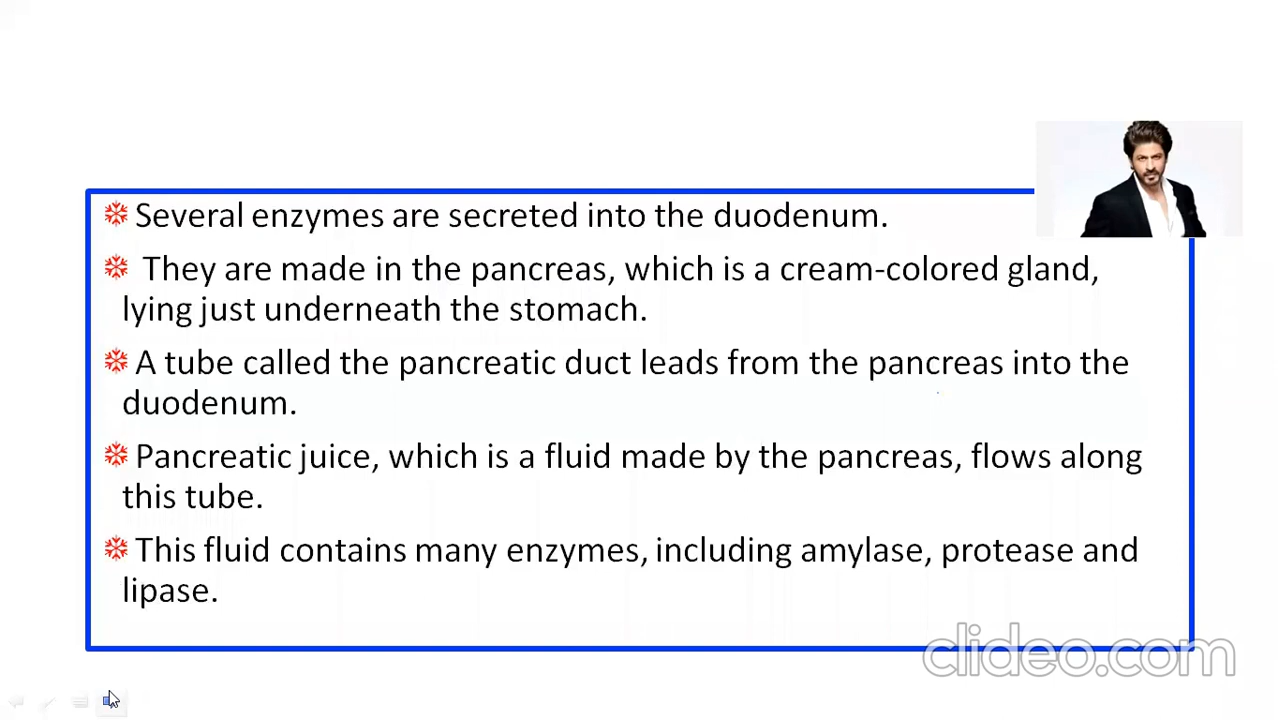 Several enzymes are secreted into the duodenum.
They are made in the pancreas, which is a cream-colored gland,
lying just underneath the stomach.
A tube called the pancreatic duct leads from the pancreas into the
duodenum.
Pancreatic juice, which is a fluid made by the pancreas, flows along
this tube.
This fluid contains many enzymes, including amylase, protease and
lipase.
clideo.com